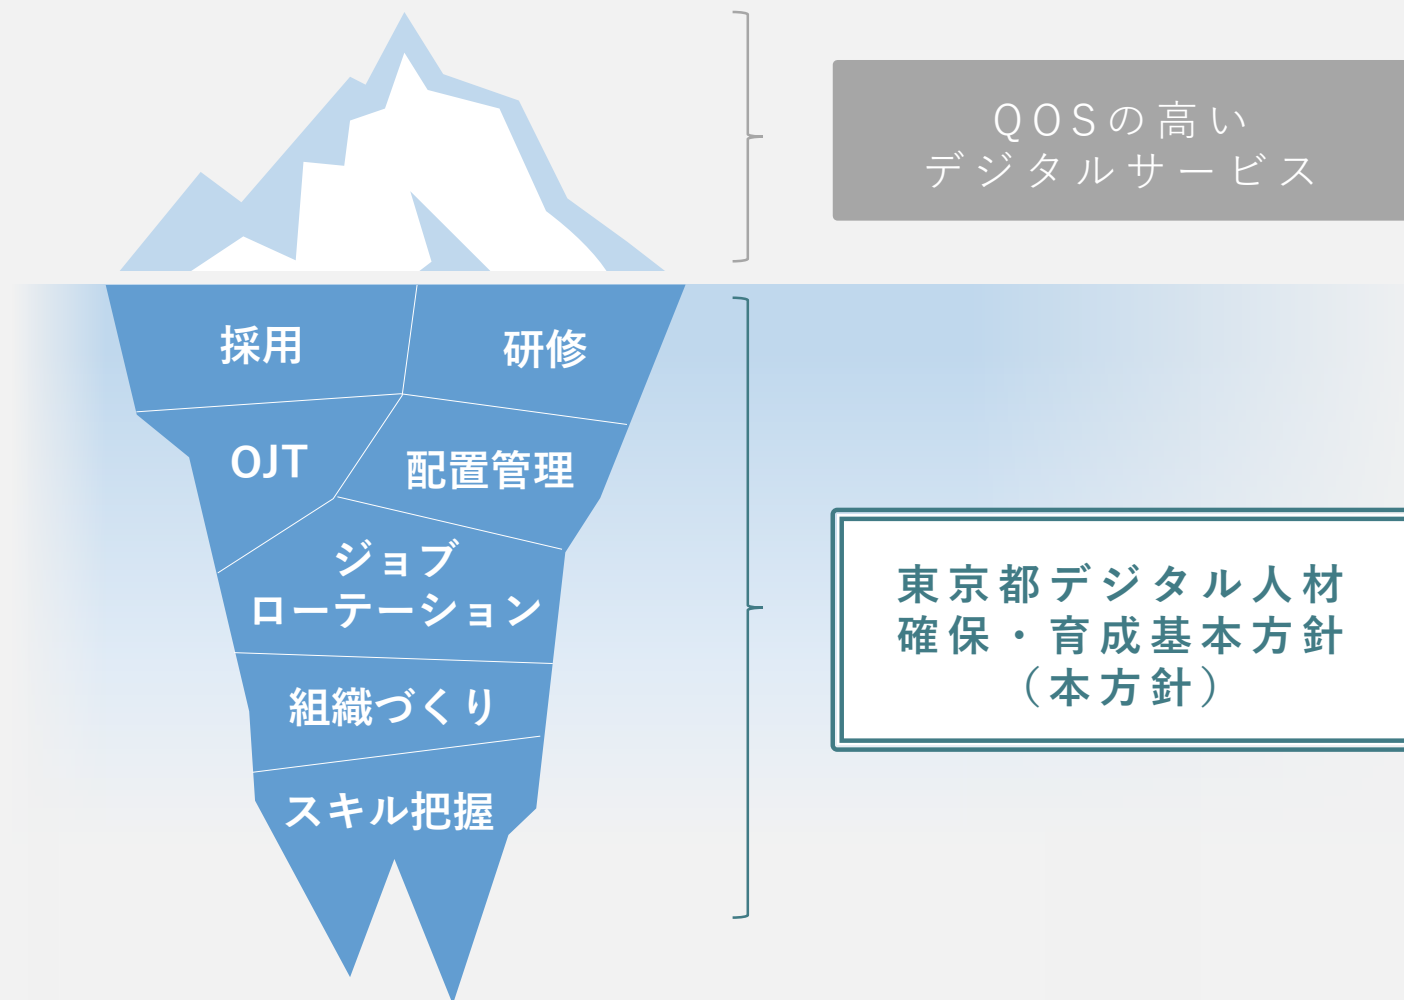 QOSの高い
デジタルサービス
採用
研修
OJT
配置管理
ジョブ
ローテーション
組織づくり
スキル把握
東京都デジタル人材
確保・育成基本方針
（本方針）